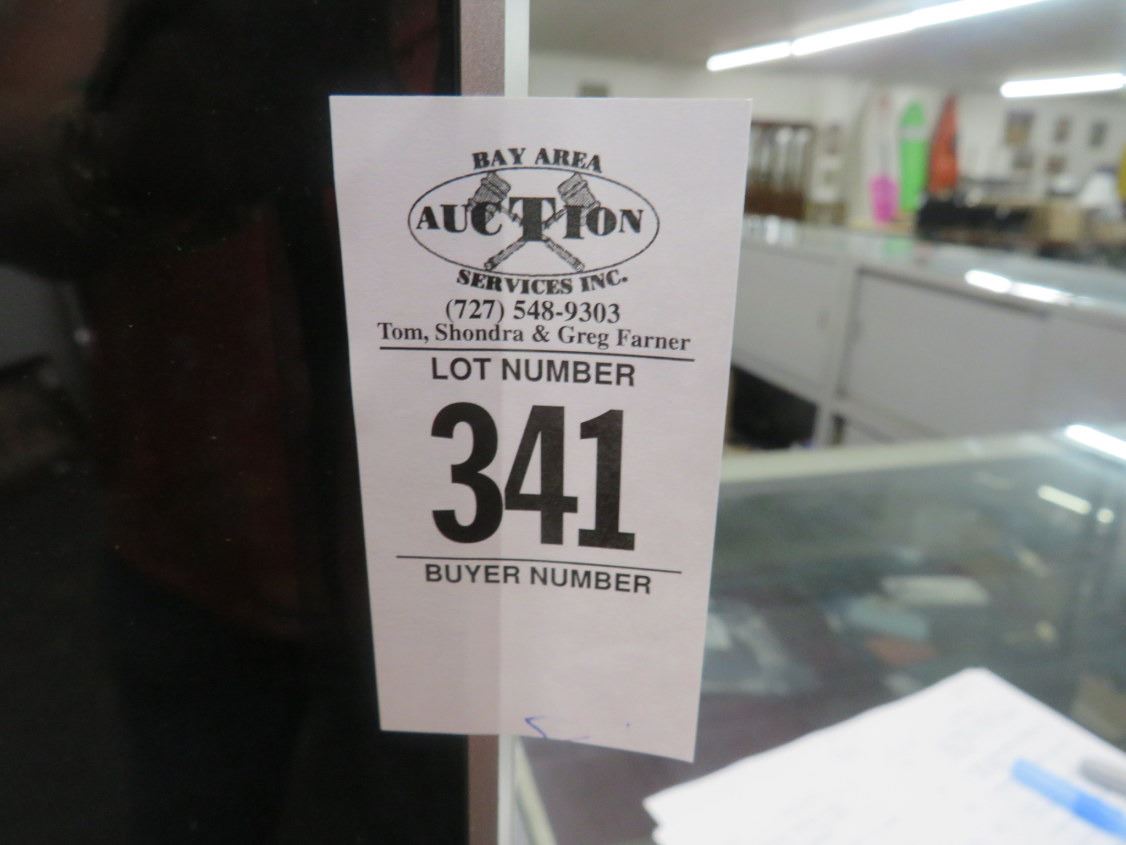 BAY AREA
AUCTION
SERVICES INC.
(727) 548-9303
Tom, Shondra & Greg Farner
LOT NUMBER
341
BUYER NUMBER